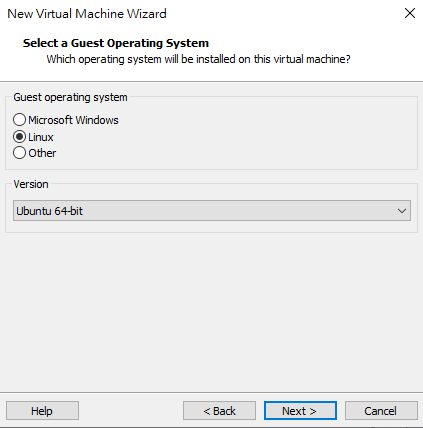 New Virtual Machine Wizard
Select a Guest Operating System
Which operating system will be installed on this virtual machine?
Guest operating system
Microsoft Windows
Linux
Other
Version
Ubuntu 64-bit
Help
< Back
Next >
Cancel